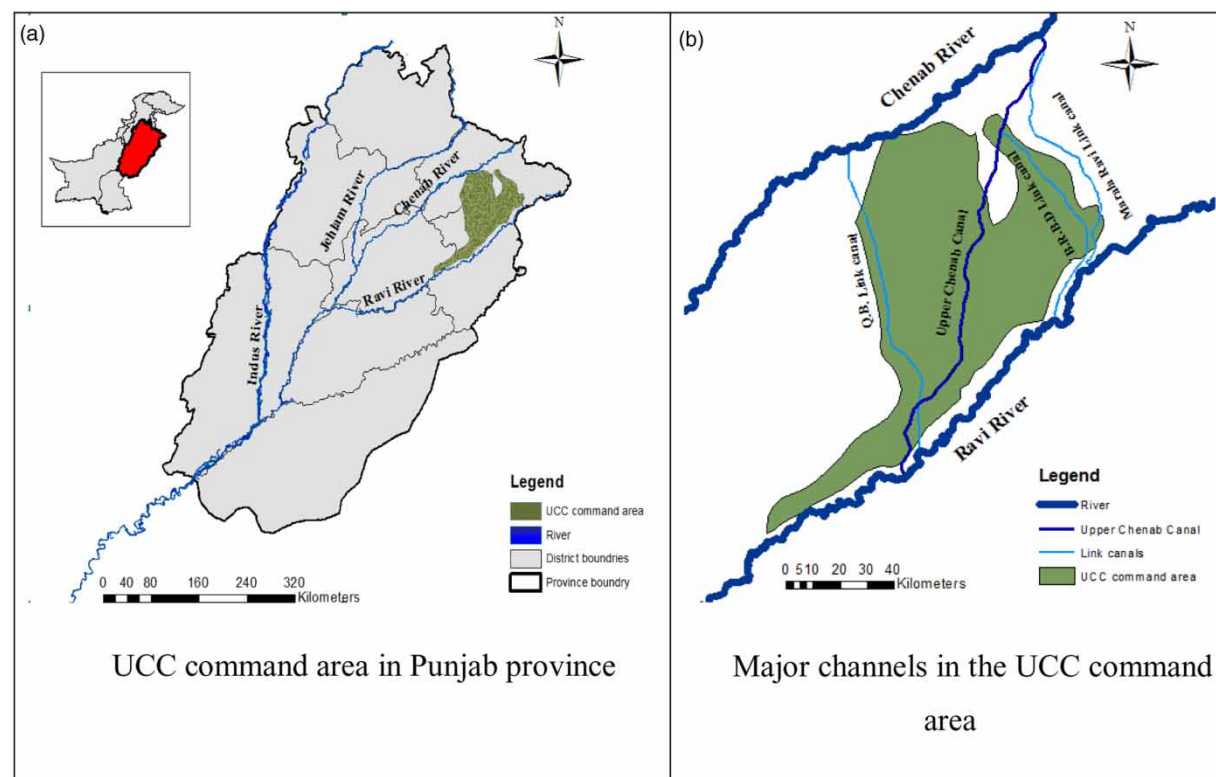 (a)
N
Jehlam River
Chenab River
Ravi River
Indus River
Legend
UCC command area
River
District boundries
Province boundry
0 40 80 160 240 320
Kilometers
UCC command area in Punjab province
(b)
N
Chenab River
Marala Ravi Link canal
B.R.B.D Link canal
Q.B. Link canal
Upper Chenab Canal
Ravi River
Legend
River
Upper Chenab Canal
Link canals
UCC command area
0 5 10 20 30 40
Kilometers
Major channels in the UCC command
area